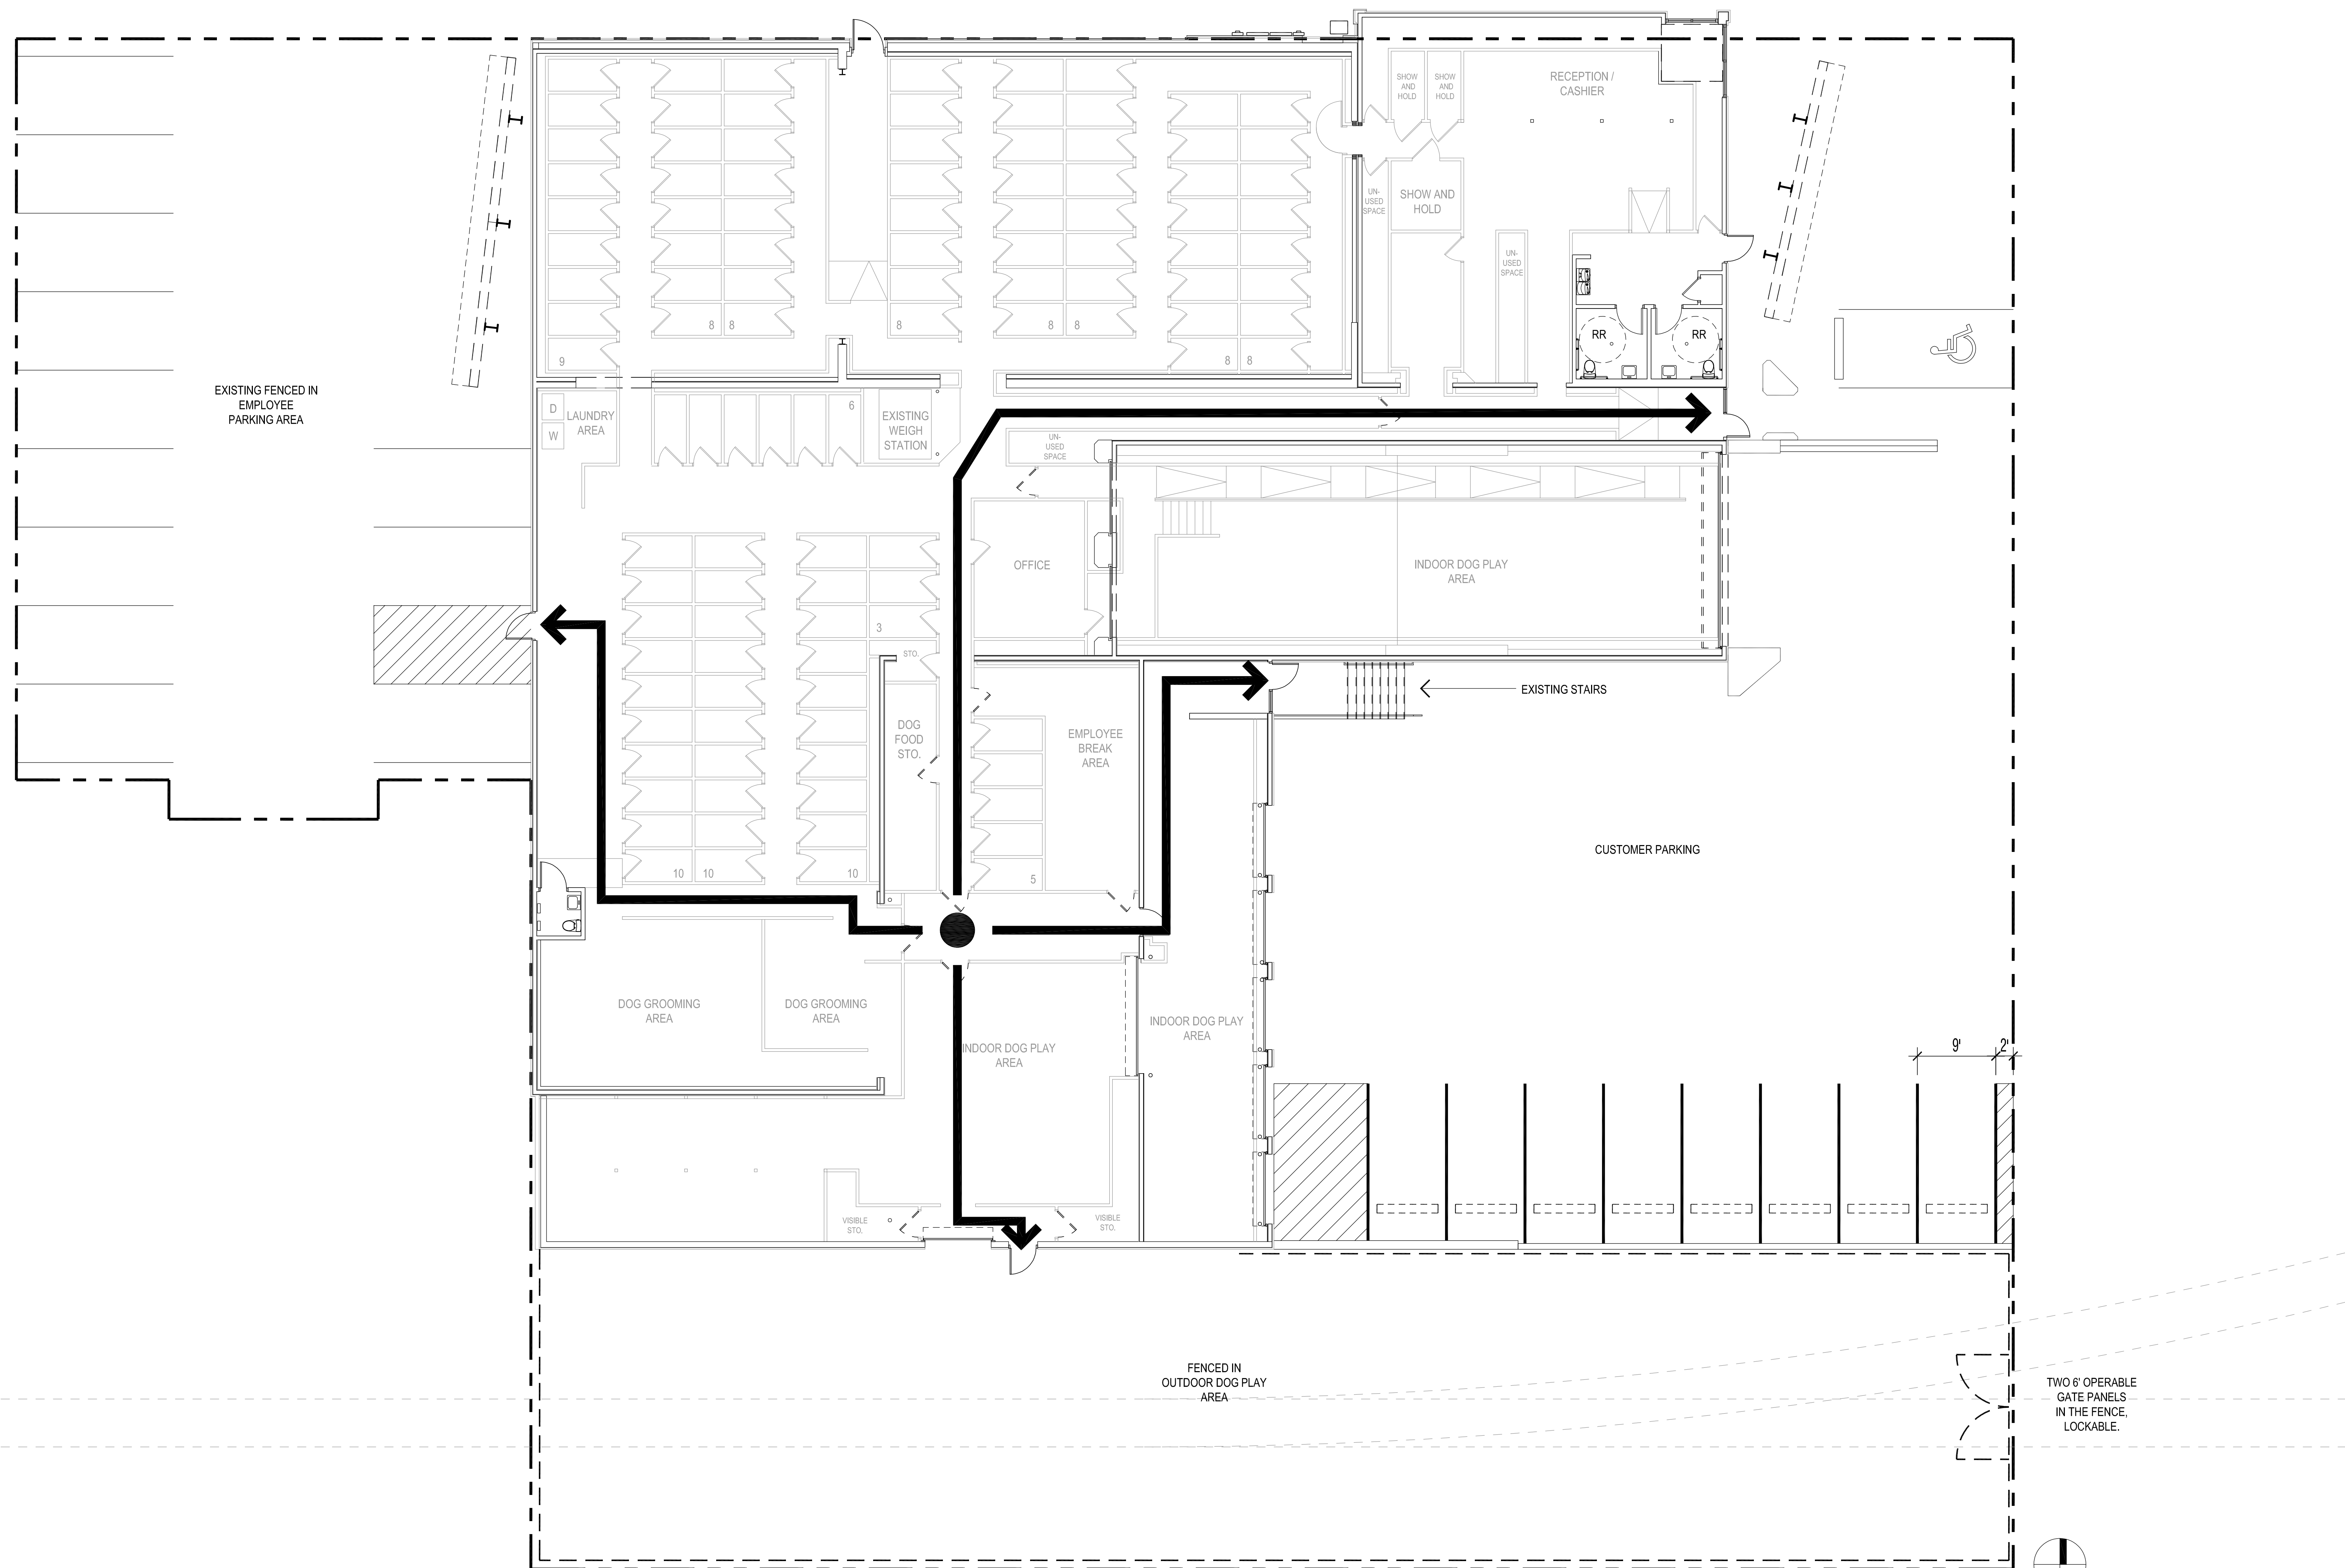 SHOW
AND
HOLD
SHOW
AND
HOLD
RECEPTION /
CASHIER
UN-
USED
SPACE
SHOW AND
HOLD
UN-
USED
SPACE
8
8
8
8
8
RR
RR
9
8
8
EXISTING FENCED IN
EMPLOYEE
PARKING AREA
D
W
LAUNDRY
AREA
6
EXISTING
WEIGH
STATION
UN-
USED
SPACE
OFFICE
INDOOR DOG PLAY
AREA
3
STO.
EXISTING STAIRS
DOG
FOOD
STO.
EMPLOYEE
BREAK
AREA
CUSTOMER PARKING
10
10
10
5
DOG GROOMING
AREA
DOG GROOMING
AREA
INDOOR DOG PLAY
AREA
INDOOR DOG PLAY
AREA
9'
2'
VISIBLE
STO.
VISIBLE
STO.
FENCED IN
OUTDOOR DOG PLAY
AREA
TWO 6' OPERABLE
GATE PANELS
IN THE FENCE,
LOCKABLE.